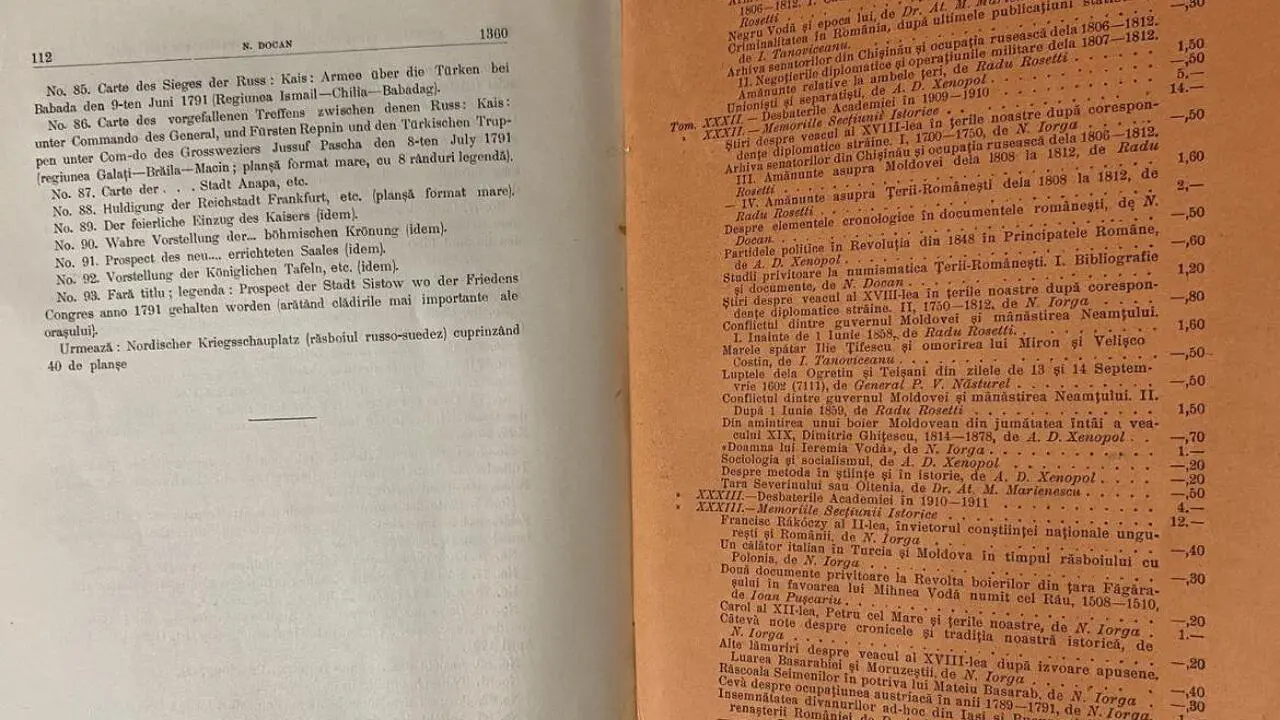 112
N. DOCAN
1360
No. 85. Carte des Sieges der Russ: Kais: Armee über die Türken bei
Babada den 9-ten Juni 1791 (Regiunea Ismail—Chilia—Babadag).
No. 86. Carte des vorgefallenen Treffens zwischen denen Russ: Kais:
unter Commando des General, und Fürsten Repnin und den Türkischen Trup-
pen unter Com-do des Grossweziers Jussuf Pascha den 8-ten July 1791
(regiunea Galați—Brăila—Macin; planșă format mare, cu 8 rânduri legendă).
No. 87. Carte der . . . Stadt Anapa, etc.
No. 88. Huldigung der Reichstadt Frankfurt, etc. (planșă format mare).
No. 89. Der feierliche Einzug des Kaisers (idem).
No. 90. Wahre Vorstellung der... böhmischen Krönung (idem).
No. 91. Prospect des neu.... errichteten Saales (idem).
No. 92. Vorstellung der Königlichen Tafeln, etc. (idem).
No. 93. Fară titlu; legenda: Prospect der Stadt Sistow wo der Friedens
Congres anno 1791 gehalten worden (arătând clădirile mai importante ale
orașului).
Urmează: Nordischer Kriegsschauplatz (răsboiul russo-suedez) cuprinzând
40 de planșe
1806—1812. I.
Rosetti
Negru Vodă și epoca lui, de Dr. At. M. —,30
Criminalitatea în România, după ultimele publicațiuni
de I. Tanoviceanu.
Arhiva senatorilor din Chișinău și ocupația rusească dela 1806—1812.
II. Negoțierile diplomatice și operațiunile militare dela 1807—1812.
Amănunte relative la ambele țeri, de Radu Rosetti 1,50
Unioniști și separatiști, de A. D. Xenopol —,50
Tom. XXXII. — Desbaterile Academiei în 1909—1910 5,—
» XXXII. — Memoriile Secțiunii Istorice 14.—
Știri despre veacul al XVIII-lea în țerile noastre după corespon-
dențe diplomatice străine. I, 1700—1750, de N. Iorga —,50
Arhiva senatorilor din Chișinău și ocupația rusească dela 1806—1812.
III. Amănunte asupra Moldovei dela 1808 la 1812, de Radu
Rosetti 1,60
— IV. Amănunte asupra Țerii-Românești dela 1808 la 1812, de
Radu Rosetti 2,—
Despre elementele cronologice în documentele românești, de N.
Docan. —,50
Partidele politice în Revoluția din 1848 în Principatele Române,
de A. D. Xenopol —,60
Studii privitoare la numismatica Țerii-Românești. I. Bibliografie
și documente, de N. Docan 1,20
Știri despre veacul al XVIII-lea în țerile noastre după corespon-
dențe diplomatice străine. II, 1750—1812, de N. Iorga —,80
Conflictul dintre guvernul Moldovei și mănăstirea Neamțului.
I. Inainte de 1 Iunie 1858, de Radu Rosetti. 1,60
Marele spătar Ilie Țifescu și omorîrea lui Miron și Velișco
Costin, de I. Tanoviceanu —,50
Luptele dela Ogretin și Teișani din zilele de 13 și 14 Septem-
vrie 1602 (7111), de General P. V. Năsturel —,50
Conflictul dintre guvernul Moldovei și mănăstirea Neamțului. II.
După 1 Iunie 1859, de Radu Rosetti 1,50
Din amintirea unui boier Moldovean din jumătatea întâi a vea-
cului XIX, Dimitrie Ghițescu, 1814—1878, de A. D. Xenopol —,70
«Doamna lui Ieremia Vodă», de N. Iorga 1.—
Sociologia și socialismul, de A. D. Xenopol —,20
Despre metoda în științe și în istorie, de A. D. Xenopol —,20
Țara Severinului sau Oltenia, de Dr. At. M. Marienescu —,50
» XXXIII.—Desbaterile Academiei în 1910—1911 4.—
» XXXIII.—Memoriile Secțiunii Istorice 12.—
Francisc Rákóczy al II-lea, învietorul conștiinței naționale ungu-
rești și Românii, de N. Iorga —,40
Un călător italian în Turcia și Moldova în timpul răsboiului cu
Polonia, de N. Iorga —,30
Două documente privitoare la Revolta boierilor din țara Făgăra-
șului în favoarea lui Mihnea Vodă numit cel Rău, 1508—1510,
de Ioan Pușcariu —,20
Carol al XII-lea, Petru cel Mare și țerile noastre, de N. Iorga 1.—
Câtevà note despre cronicele și tradiția noastră istorică, de
N. Iorga —,20
Alte lămuriri despre veacul al XVIII-lea după izvoare apusene.
Luarea Basarabiei și Moruzeștii, de N. Iorga —,40
Răscoala Seimenilor în potriva lui Mateiu Basarab, de N. Iorga —,30
Cevà despre ocupațiunea austriacă în anii 1789—1791, de N. Iorga
Insemnătatea divanurilor ad-hoc din Iași și
renașterii României de